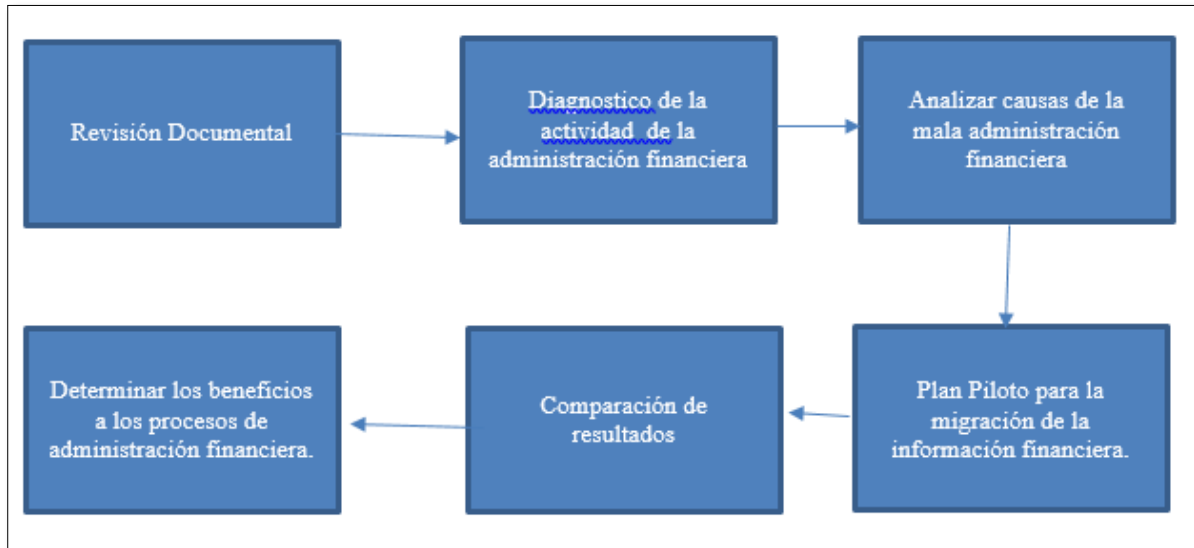 Revisión Documental
Diagnostico de la
actividad de la
administración financiera
Analizar causas de la
mala administración
financiera
Plan Piloto para la
migración de la
información financiera.
Comparación de
resultados
Determinar los beneficios
a los procesos de
administración financiera.